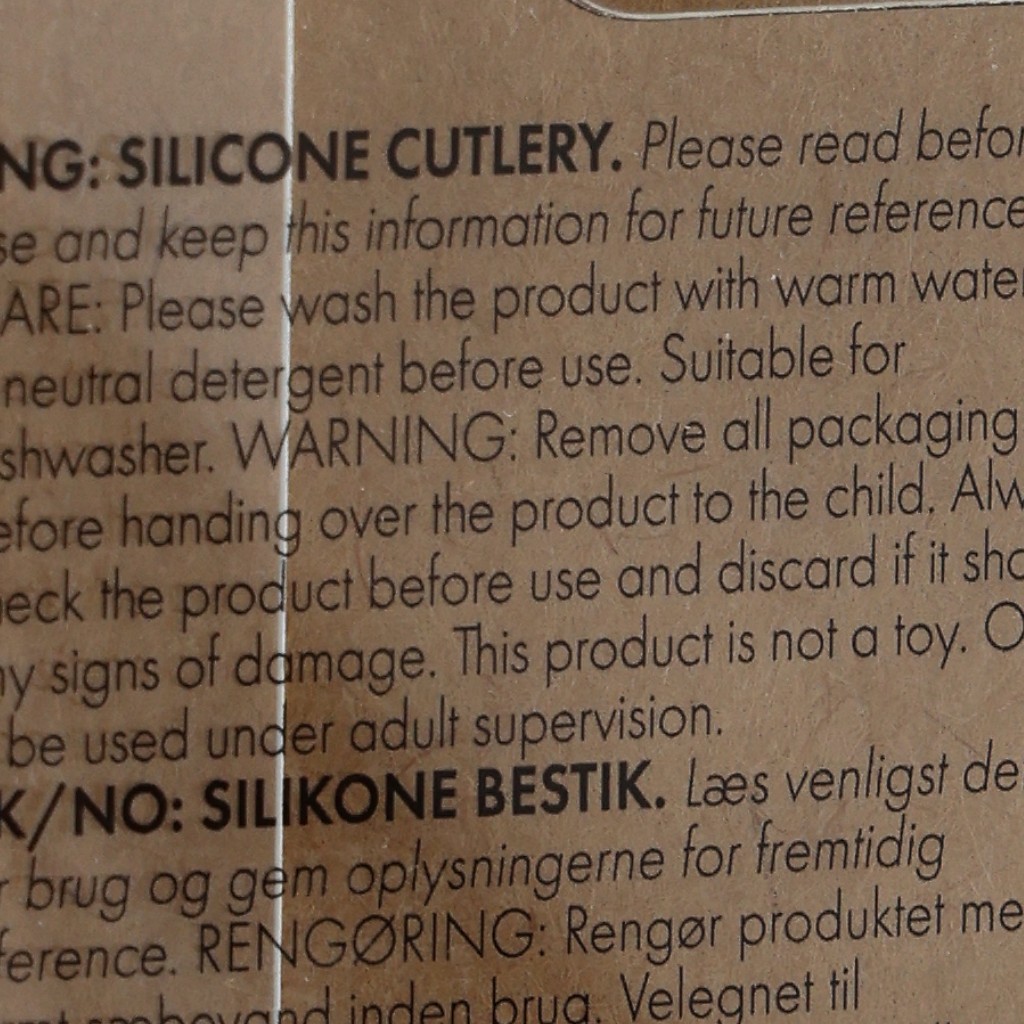 NG: SILICONE CUTLERY. Please read befor
se and keep this information for future reference
ARE: Please wash the product with warm water
neutral detergent before use. Suitable for
shwasher. WARNING: Remove all packaging
efore handing over the product to the child. Alw
eck the product before use and discard if it sho
ny signs of damage. This product is not a toy. O
be used under adult supervision.
K/NO: SILIKONE BESTIK. Læs venligst de
r brug og gem oplysningerne for fremtidig
ference. RENGØRING: Rengør produktet me
sæbevand inden brug. Velegnet til